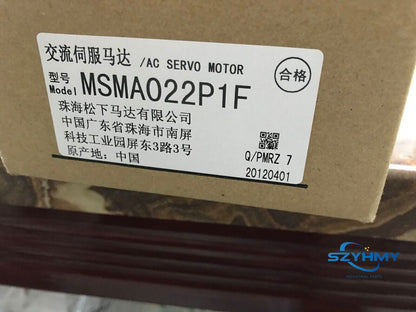 交流伺服马达 /AC SERVO MOTOR
合格
型号
Model MSMA022P1F
珠海松下马达有限公司
中国广东省珠海市南屏
科技工业园屏东3路3号
原产地: 中国
Q/PMRZ 7
20120401
SZYHMY
INDUSTRIAL PARTS